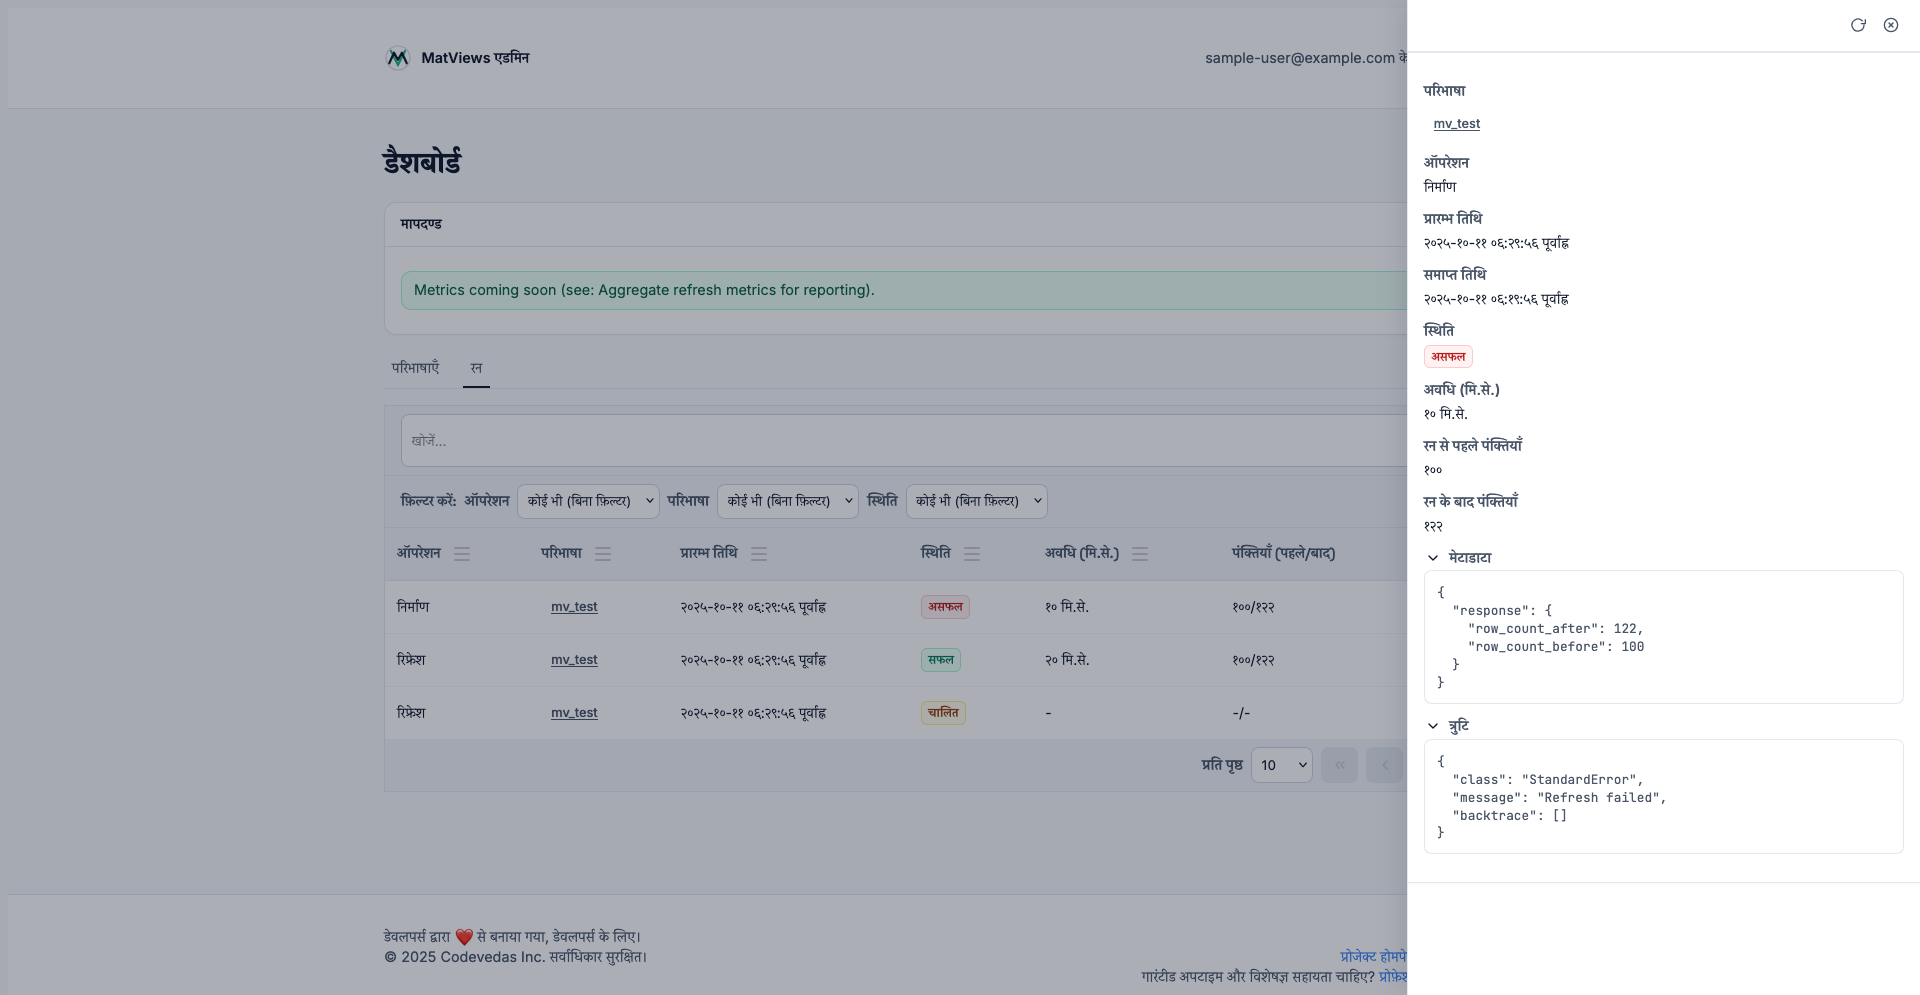 MatViews एडमिन
sample-user@example.com के
डैशबोर्ड
मापदण्ड
Metrics coming soon (see: Aggregate refresh metrics for reporting).
परिभाषाएँ रन
खोजें...
फ़िल्टर करें: ऑपरेशन कोई भी (बिना फ़िल्टर) परिभाषा कोई भी (बिना फ़िल्टर) स्थिति कोई भी (बिना फ़िल्टर)
ऑपरेशन परिभाषा प्रारम्भ तिथि स्थिति अवधि (मि.से.) पंक्तियाँ (पहले/बाद)
निर्माण mv_test २०२५-१०-११ ०६:२९:५६ पूर्वाह्न असफल १० मि.से. १००/१२२
रिफ्रेश mv_test २०२५-१०-११ ०६:२९:५६ पूर्वाह्न सफल २० मि.से. १००/१२२
रिफ्रेश mv_test २०२५-१०-११ ०६:२९:५६ पूर्वाह्न चालित - -/-
प्रति पृष्ठ 10 « ‹
डेवलपर्स द्वारा ❤️ से बनाया गया, डेवलपर्स के लिए।
© 2025 Codevedas Inc. सर्वाधिकार सुरक्षित।
प्रोजेक्ट
गारंटीड अपटाइम और विशेषज्ञ सहायता चाहिए?
परिभाषा
mv_test
ऑपरेशन
निर्माण
प्रारम्भ तिथि
२०२५-१०-११ ०६:२९:५६ पूर्वाह्न
समाप्त तिथि
२०२५-१०-११ ०६:१९:५६ पूर्वाह्न
स्थिति
असफल
अवधि (मि.से.)
१० मि.से.
रन से पहले पंक्तियाँ
१००
रन के बाद पंक्तियाँ
१२२
मेटाडाटा
{
"response": {
"row_count_after": 122,
"row_count_before": 100
}
}
त्रुटि
{
"class": "StandardError",
"message": "Refresh failed",
"backtrace": []
}